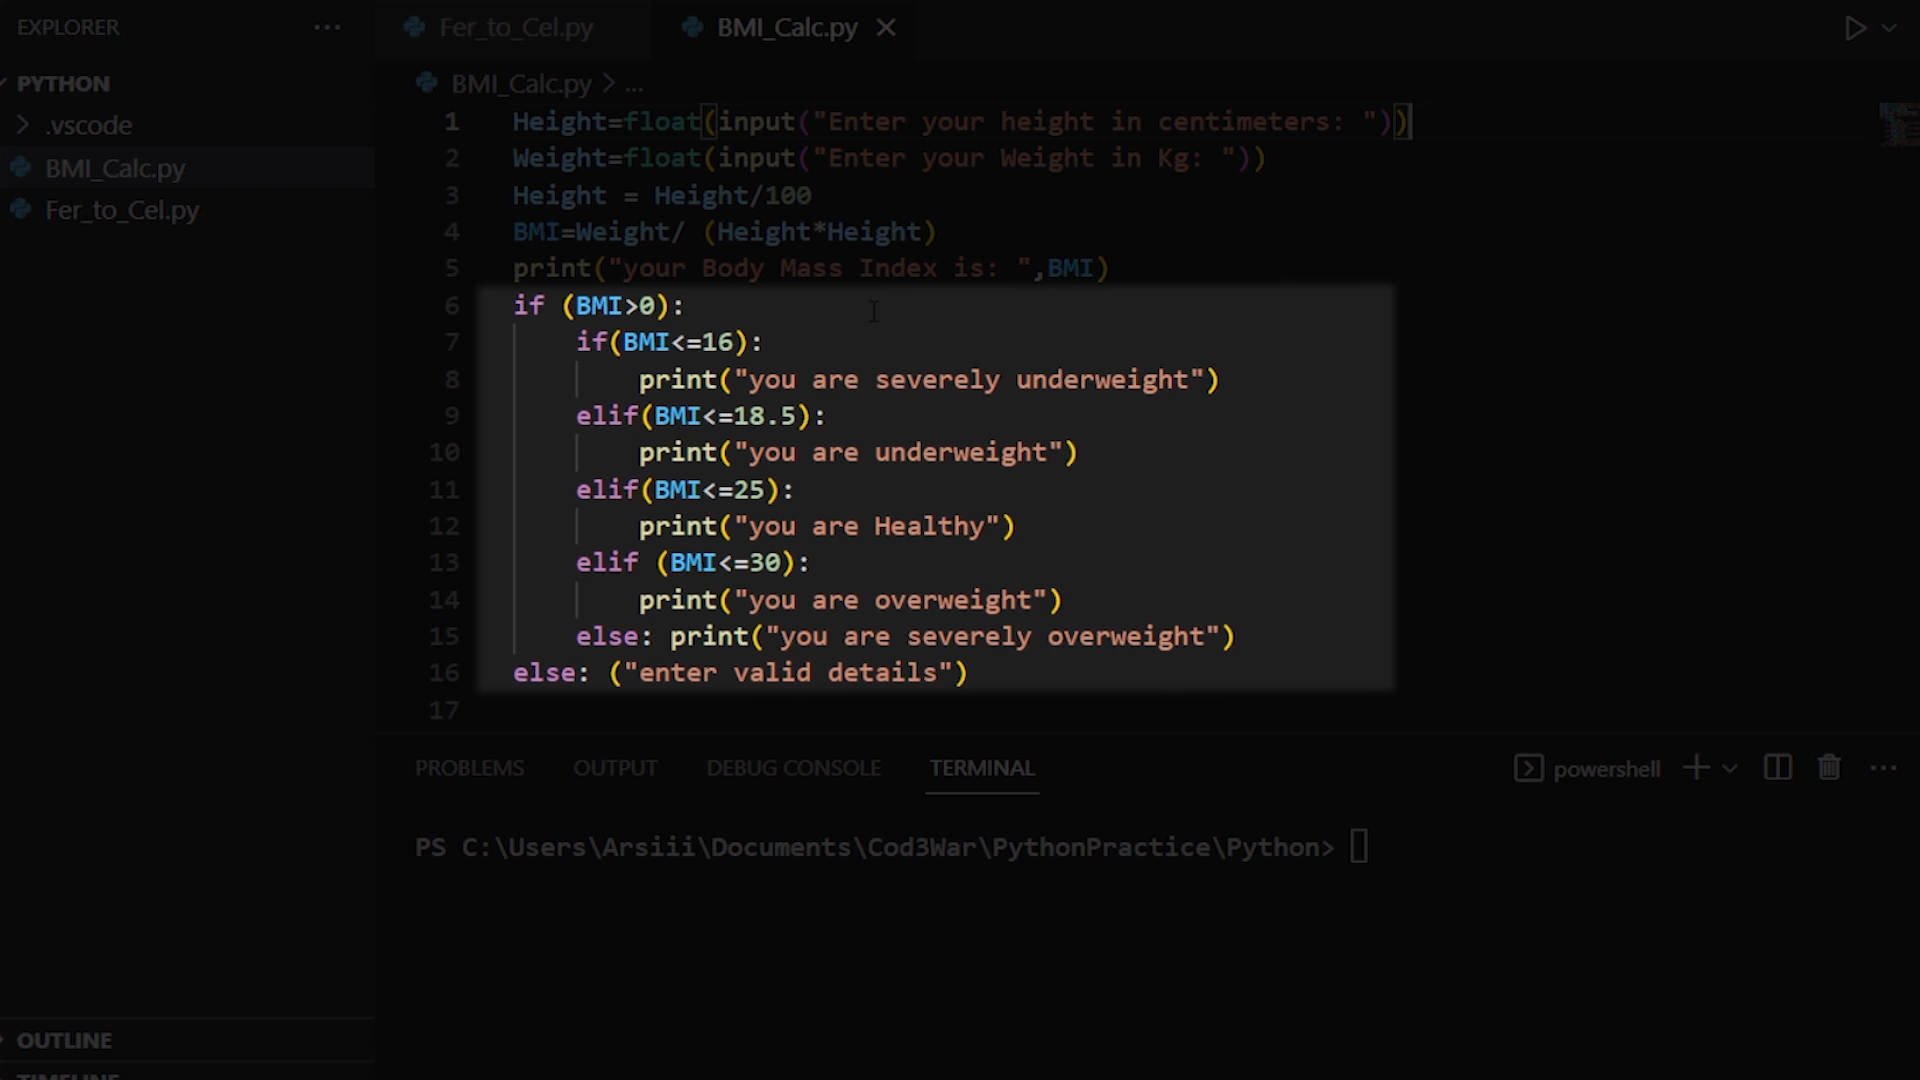 EXPLORER
Fer_to_Cel.py
BMI_Calc.py
PYTHON
BMI_Calc.py > ...
.vscode
BMI_Calc.py
Fer_to_Cel.py
1 Height=float(input("Enter your height in centimeters: "))
2 Weight=float(input("Enter your Weight in Kg: "))
3 Height = Height/100
4 BMI=Weight/ (Height*Height)
5 print("your Body Mass Index is: ",BMI)
6 if (BMI>0):
7 if(BMI<=16):
8 print("you are severely underweight")
9 elif(BMI<=18.5):
10 print("you are underweight")
11 elif(BMI<=25):
12 print("you are Healthy")
13 elif (BMI<=30):
14 print("you are overweight")
15 else: print("you are severely overweight")
16 else: ("enter valid details")
17
PROBLEMS OUTPUT DEBUG CONSOLE TERMINAL
powershell
PS C:\Users\Arsiii\Documents\Cod3War\PythonPractice\Python>
OUTLINE
TIMELINE